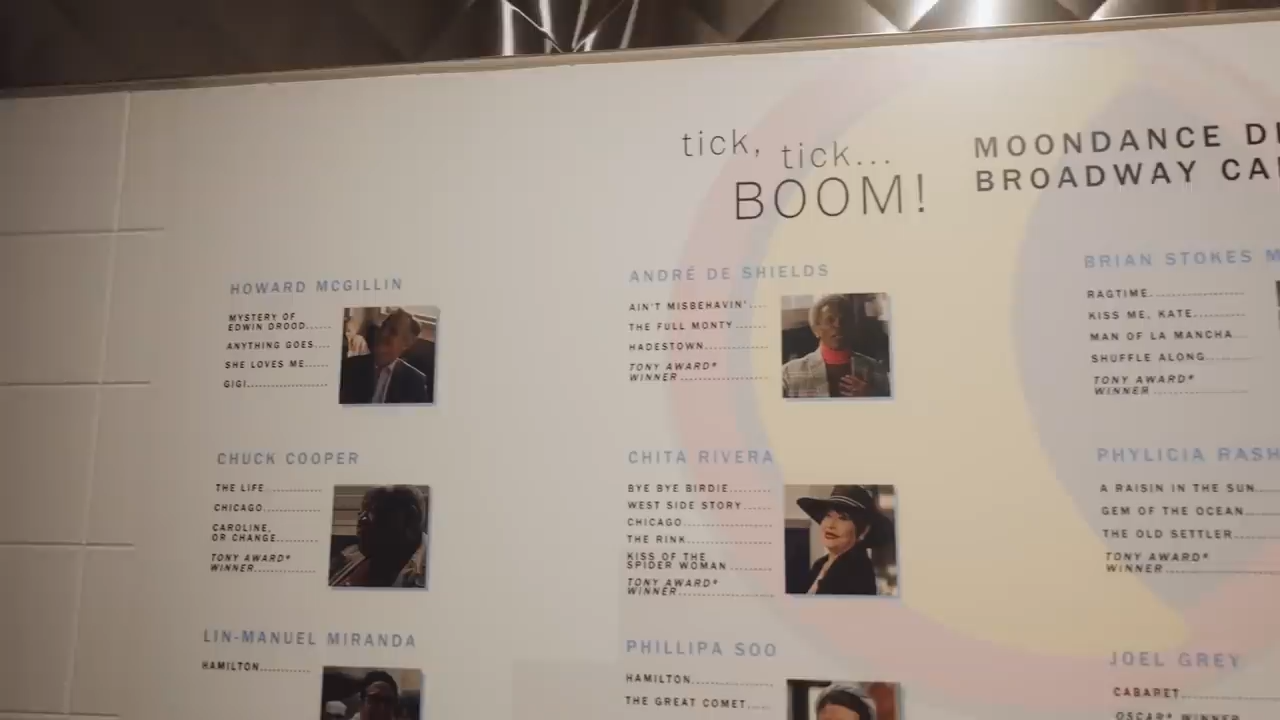 tick, tick...
BOOM!
MOONDANCE
BROADWAY
HOWARD MCGILLIN
MYSTERY OF
EDWIN DROOD......
ANYTHING GOES....
SHE LOVES ME......
GIGI....................
ANDRÉ DE SHIELDS
AIN'T MISBEHAVIN'....
THE FULL MONTY.......
HADESTOWN..............
TONY AWARD*
WINNER....................
BRIAN STOKES
RAGTIME......................
KISS ME, KATE............
MAN OF LA MANCHA...
SHUFFLE ALONG..........
TONY AWARD*
WINNER......................
CHUCK COOPER
THE LIFE...............
CHICAGO...............
CAROLINE,
OR CHANGE...........
TONY AWARD*
WINNER.................
CHITA RIVERA
BYE BYE BIRDIE.........
WEST SIDE STORY......
CHICAGO....................
THE RINK...................
KISS OF THE
SPIDER WOMAN.........
TONY AWARD*
WINNER.....................
PHYLICIA
A RAISIN IN THE SUN....
GEM OF THE OCEAN......
THE OLD SETTLER.........
TONY AWARD*
WINNER.......................
LIN-MANUEL MIRANDA
HAMILTON.............
PHILLIPA SOO
HAMILTON..................
THE GREAT COMET.....
JOEL GREY
CABARET...................
OSCAR* WINNER